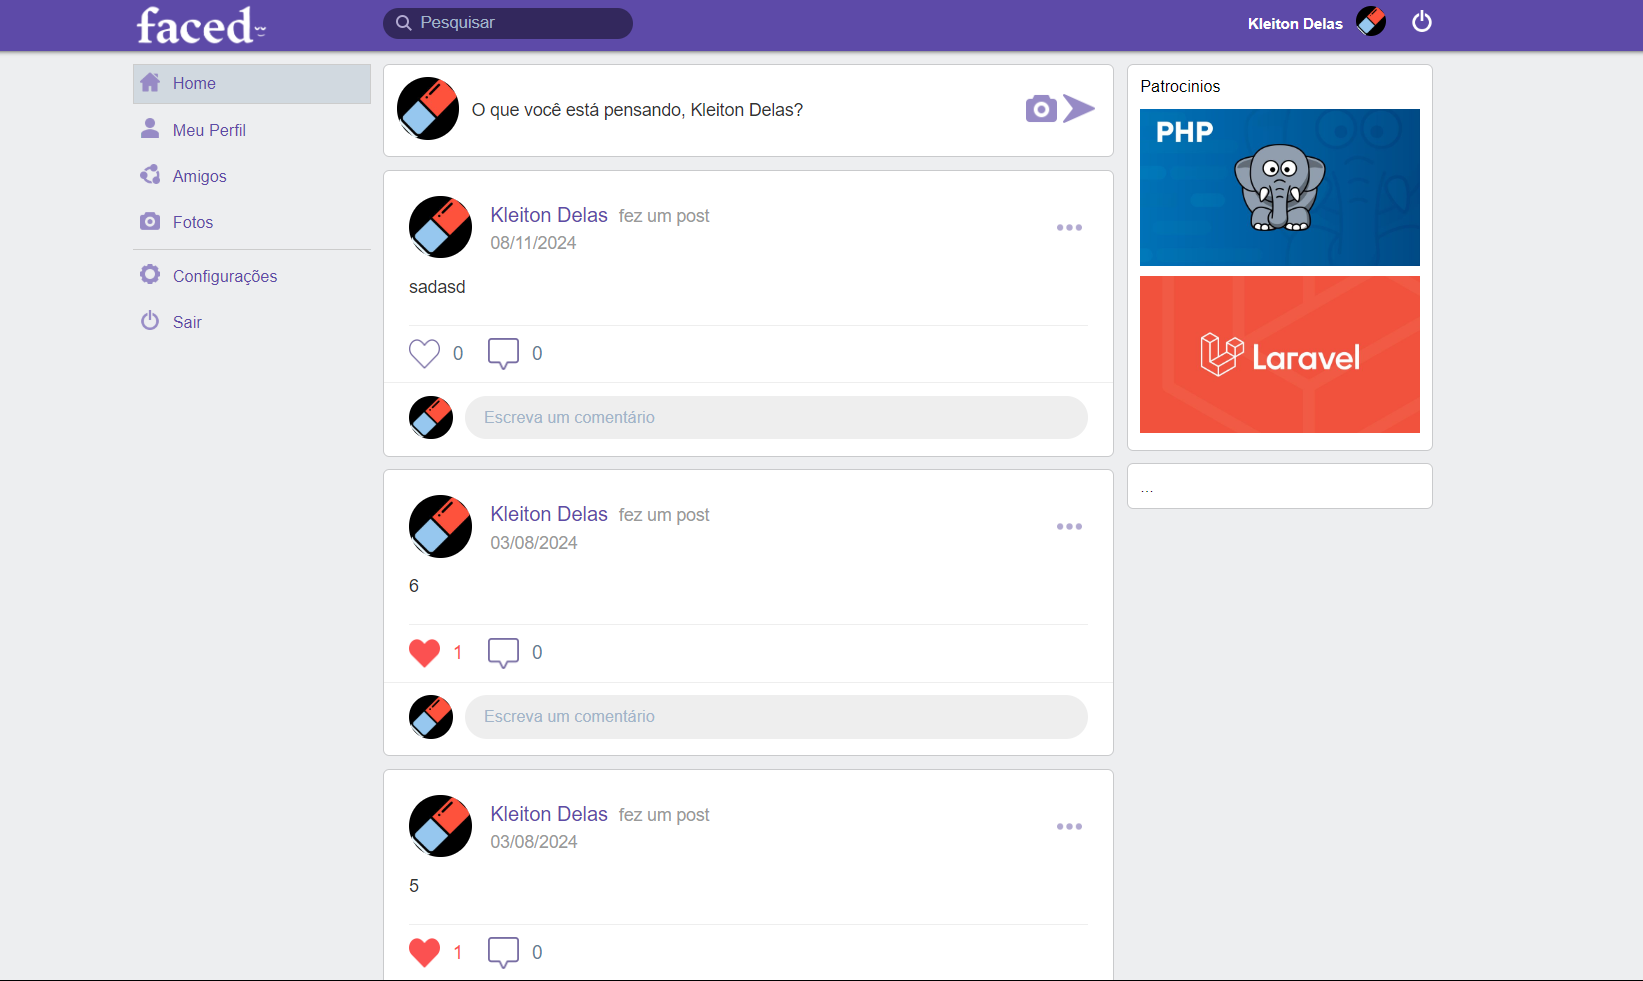 faced
Pesquisar
Kleiton Delas
Home
Meu Perfil
Amigos
Fotos
Configurações
Sair
O que você está pensando, Kleiton Delas?
Kleiton Delas fez um post
08/11/2024
sadasd
0 0
Escreva um comentário
Kleiton Delas fez um post
03/08/2024
6
1 0
Escreva um comentário
Kleiton Delas fez um post
03/08/2024
5
1 0
Patrocinios
PHP
Laravel
...